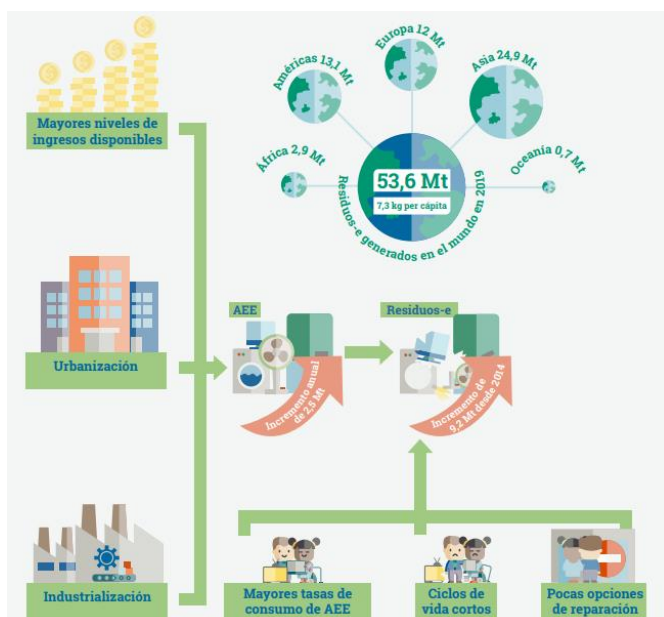 Mayores niveles de
ingresos disponibles
Américas 13,1 Mt
Europa 12 Mt
Asia 24,9 Mt
África 2,9 Mt
Oceanía 0,7 Mt
53,6 Mt
7,3 kg per cápita
Residuos-e generados en el mundo en 2019
Urbanización
AEE
Incremento anual
de 2,5 Mt
Residuos-e
Incremento de
9,2 Mt desde 2014
Industrialización
Mayores tasas de
consumo de AEE
Ciclos de
vida cortos
Pocas opciones
de reparación